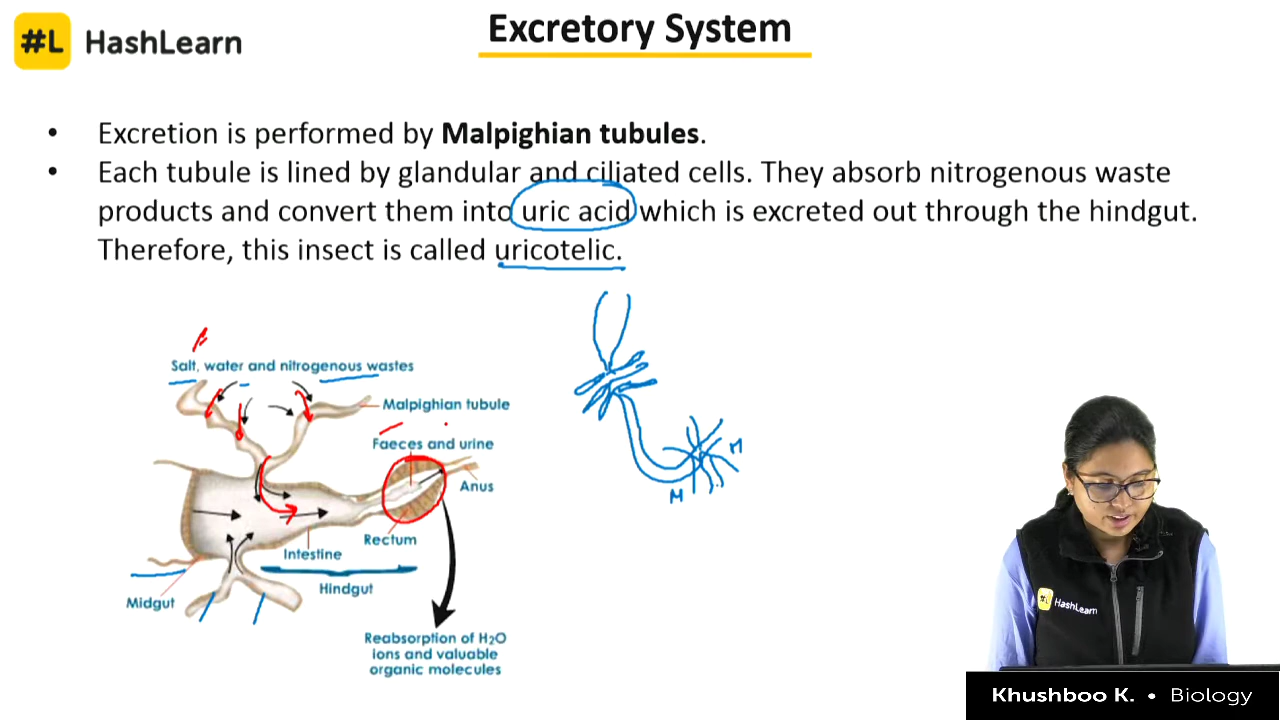 #L HashLearn
Excretory System
• Excretion is performed by Malpighian tubules.
• Each tubule is lined by glandular and ciliated cells. They absorb nitrogenous waste
products and convert them into uric acid which is excreted out through the hindgut.
Therefore, this insect is called uricotelic.
Salt, water and nitrogenous wastes
Malpighian tubule
Faeces and urine
Anus
Rectum
Intestine
Hindgut
Midgut
Reabsorption of H2O
ions and valuable
organic molecules
M
M
#L HashLearn
Khushboo K. • Biology